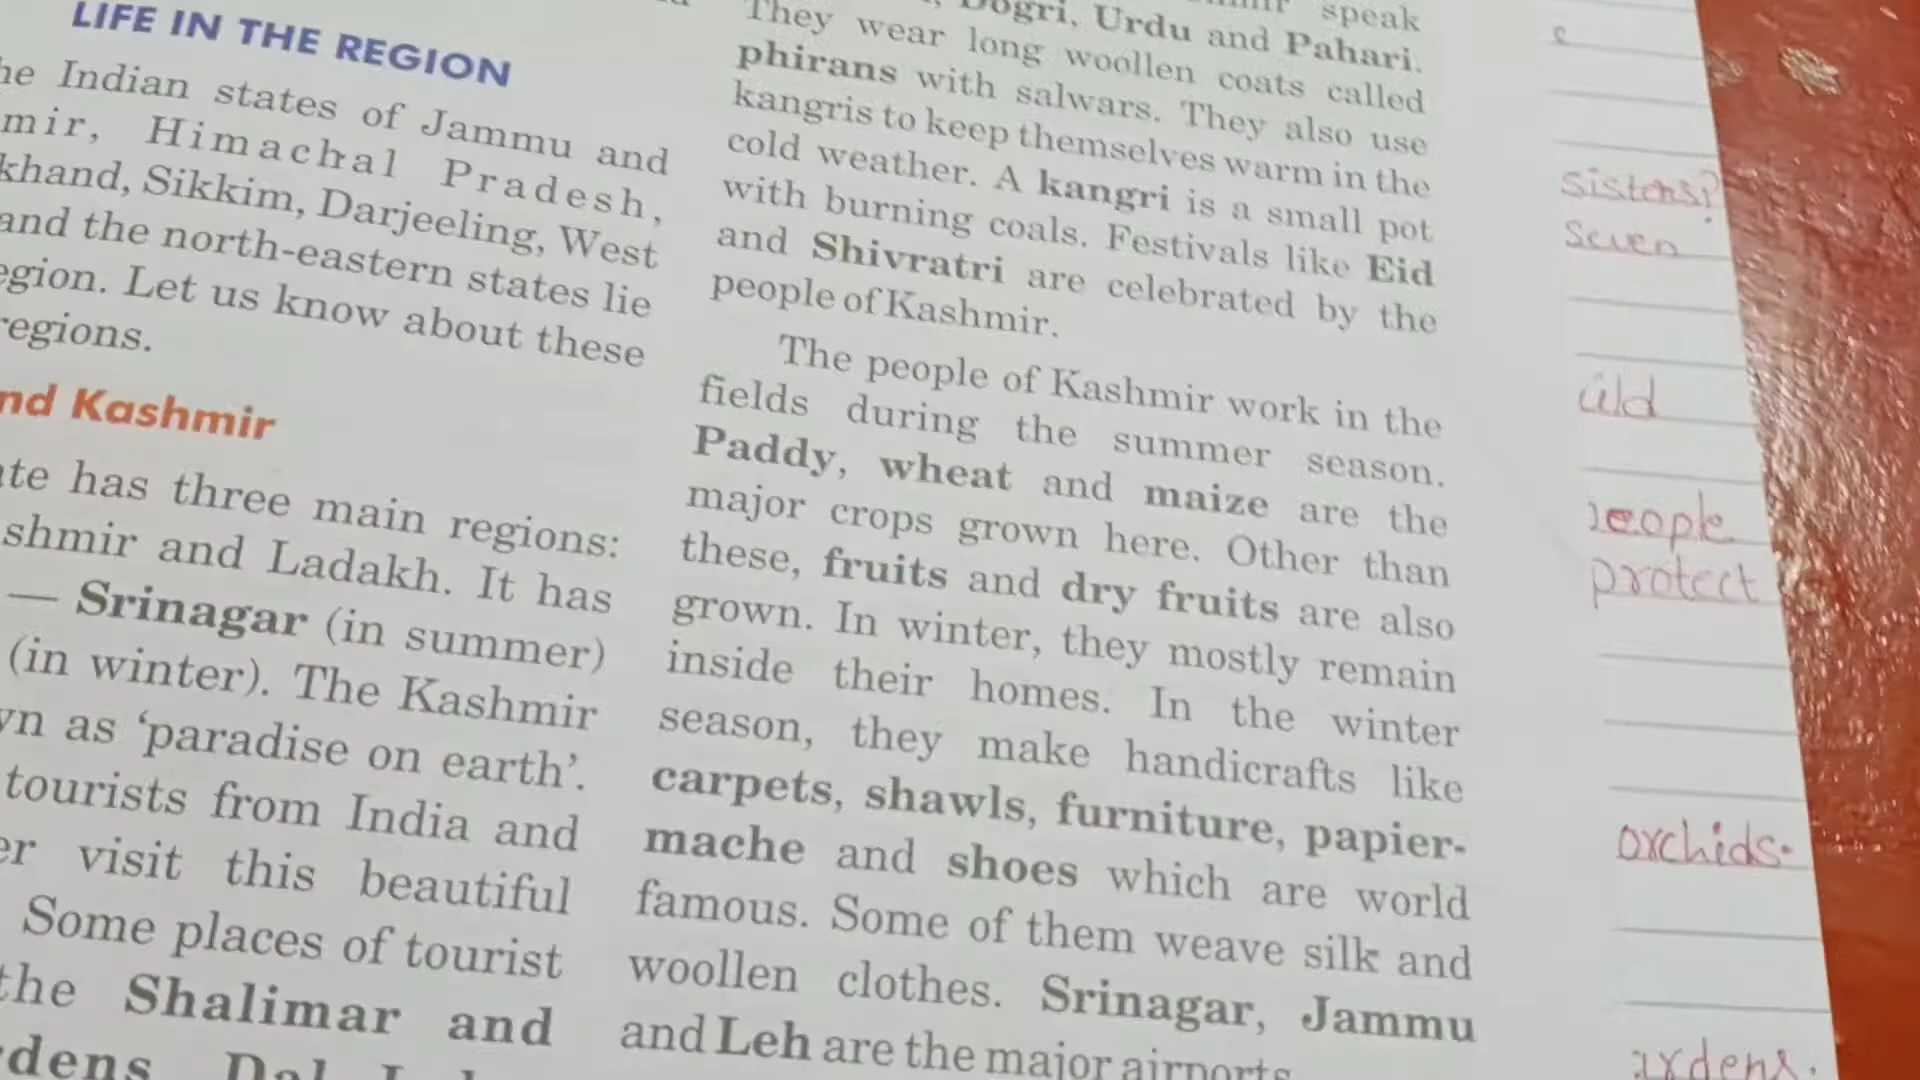 LIFE IN THE REGION
he Indian states of Jammu and
mir, Himachal Pradesh,
khand, Sikkim, Darjeeling, West
and the north-eastern states lie
egion. Let us know about these
regions.
nd Kashmir
ate has three main regions:
shmir and Ladakh. It has
— Srinagar (in summer)
(in winter). The Kashmir
wn as ‘paradise on earth’.
tourists from India and
er visit this beautiful
Some places of tourist
the Shalimar and
rdens, Dal
speak
Dogri, Urdu and Pahari.
They wear long woollen coats called
phirans with salwars. They also use
kangris to keep themselves warm in the
cold weather. A kangri is a small pot
with burning coals. Festivals like Eid
and Shivratri are celebrated by the
people of Kashmir.
The people of Kashmir work in the
fields during the summer season.
Paddy, wheat and maize are the
major crops grown here. Other than
these, fruits and dry fruits are also
grown. In winter, they mostly remain
inside their homes. In the winter
season, they make handicrafts like
carpets, shawls, furniture, papier-
mache and shoes which are world
famous. Some of them weave silk and
woollen clothes. Srinagar, Jammu
and Leh are the major airports
sisters?
seven
ild
people
protect
orchids.
ardens.